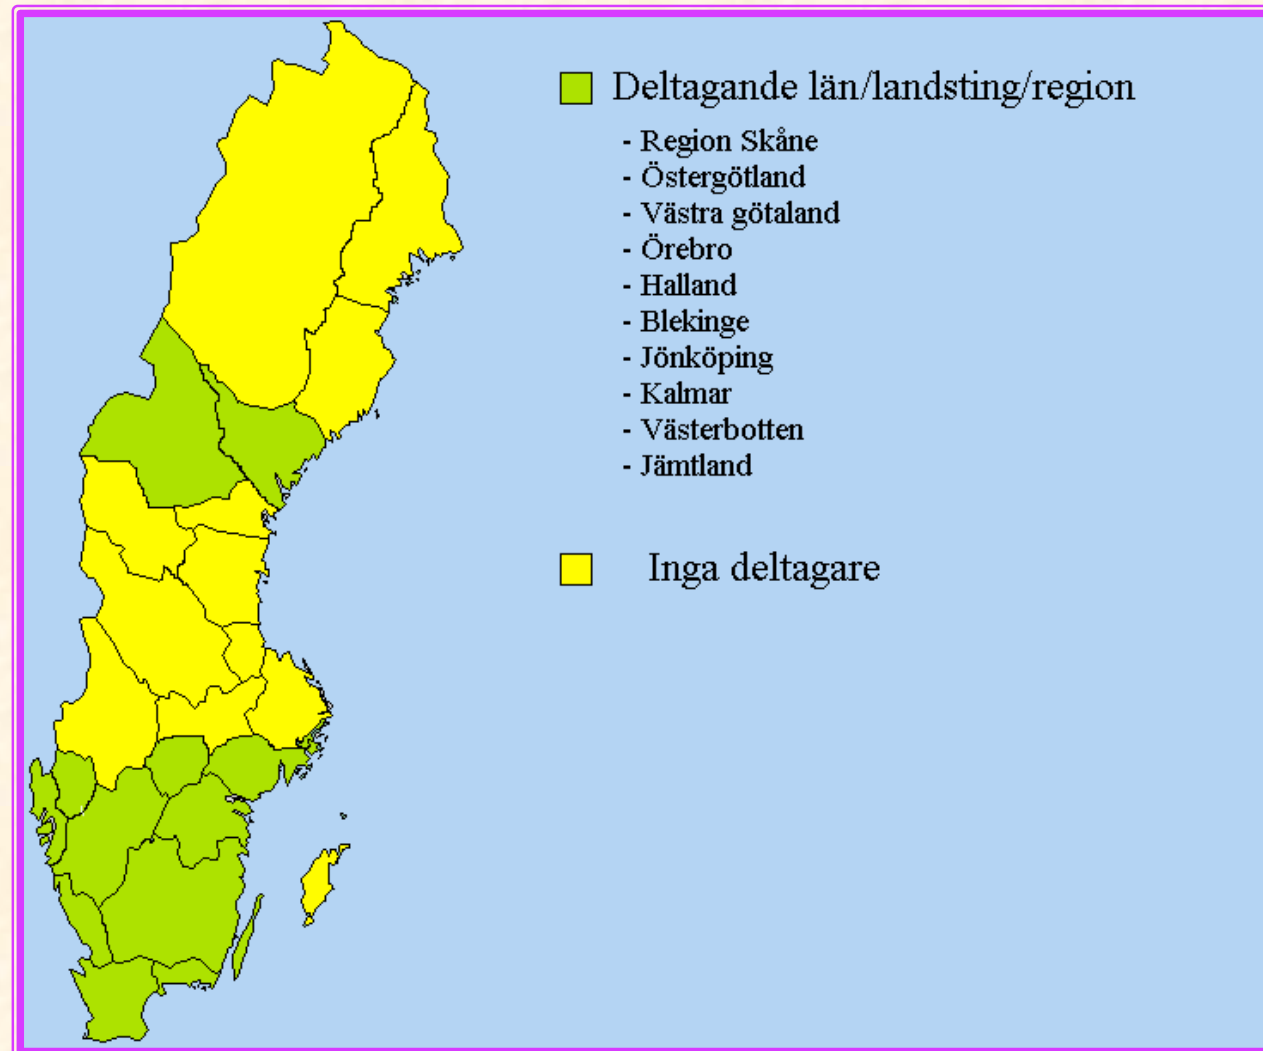 Deltagande län/landsting/region
- Region Skåne
- Östergötland
- Västra götaland
- Örebro
- Halland
- Blekinge
- Jönköping
- Kalmar
- Västerbotten
- Jämtland
Inga deltagare